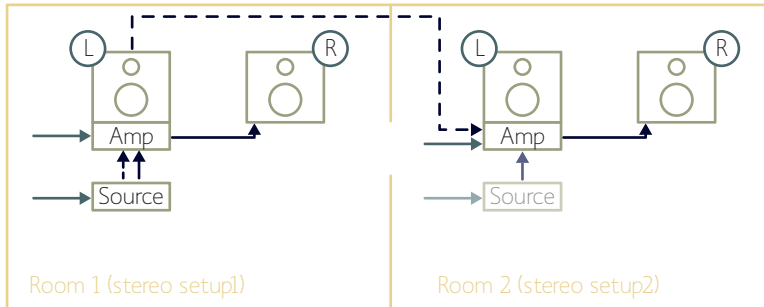 L
R
L
R
Amp
Amp
Source
Source
Room 1 (stereo setup1)
Room 2 (stereo setup2)